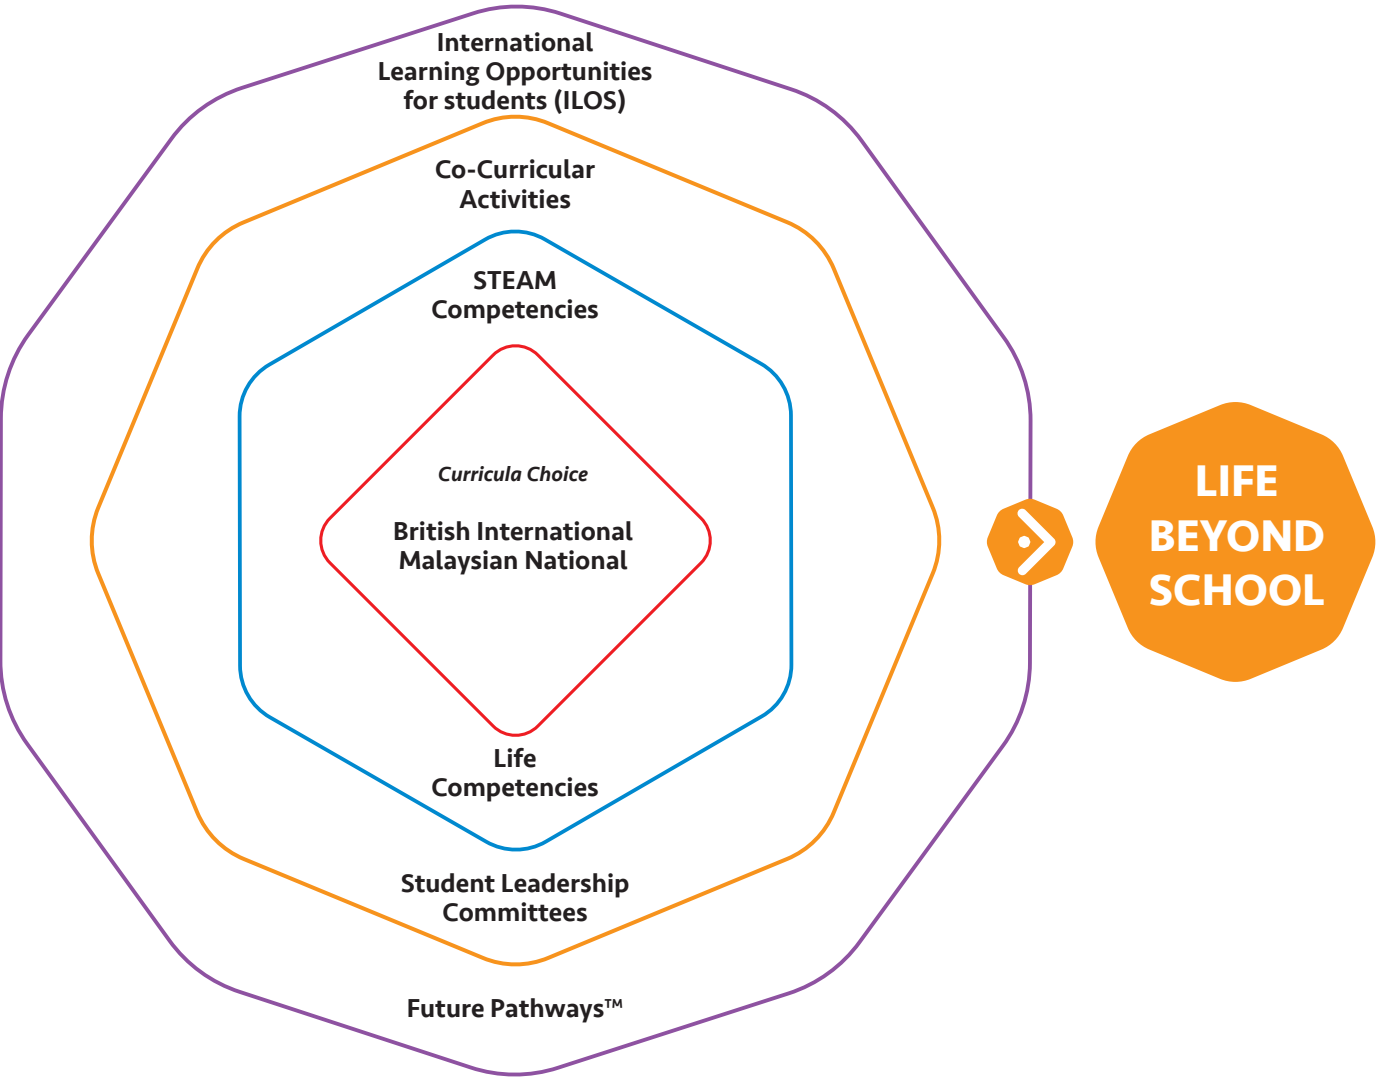 International
Learning Opportunities
for students (ILOS)
Co-Curricular
Activities
STEAM
Competencies
Curricula Choice
British International
Malaysian National
Life
Competencies
Student Leadership
Committees
Future Pathways™
LIFE
BEYOND
SCHOOL